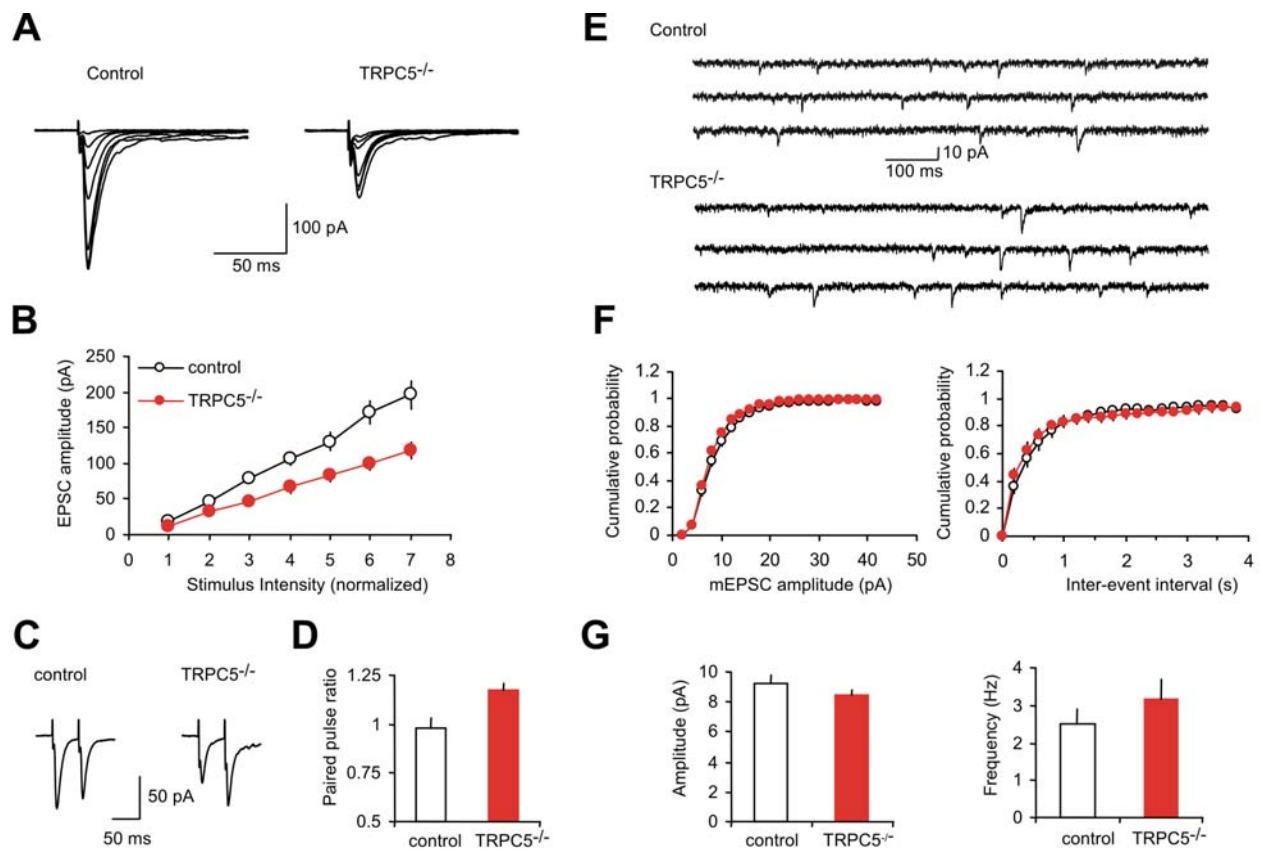 A
Control
TRPC5-/-
100 pA
50 ms
B
EPSC amplitude (pA)
250
200
150
100
50
0
control
TRPC5-/-
0 1 2 3 4 5 6 7 8
Stimulus Intensity (normalized)
C
control
TRPC5-/-
50 pA
50 ms
D
Paired pulse ratio
1.25
1
0.75
0.5
control TRPC5-/-
E
Control
10 pA
100 ms
TRPC5-/-
F
Cumulative probability
1.2
1
0.8
0.6
0.4
0.2
0
0 10 20 30 40 50
mEPSC amplitude (pA)
Cumulative probability
1.2
1
0.8
0.6
0.4
0.2
0
0 1 2 3 4
Inter-event interval (s)
G
Amplitude (pA)
10
8
6
4
2
0
control TRPC5-/-
Frequency (Hz)
4
3
2
1
0
control TRPC5-/-